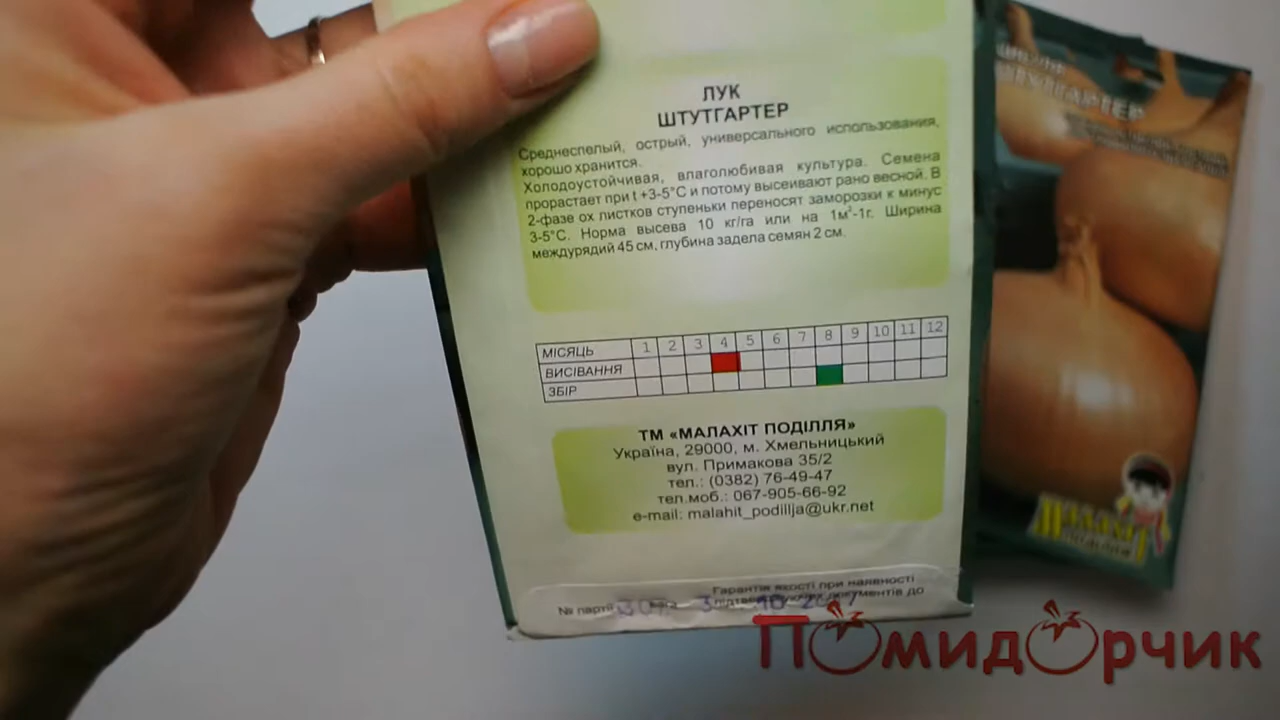 ЛУК
ШТУТГАРТЕР
Среднеспелый, острый, универсального использования,
хорошо хранится.
Холодоустойчивая, влаголюбивая культура. Семена
прорастает при t +3-5°С и потому высеивают рано весной. В
2-фазе ох листков ступеньки переносят заморозки к минус
3-5°С. Норма высева 10 кг/га или на 1м²-1г. Ширина
междурядий 45 см, глубина задела семян 2 см.
МІСЯЦЬ 1 2 3 4 5 6 7 8 9 10 11 12
ВИСІВАННЯ
ЗБІР
ТМ «МАЛАХІТ ПОДІЛЛЯ»
Україна, 29000, м. Хмельницький
вул. Примакова 35/2
тел.: (0382) 76-49-47
тел.моб.: 067-905-66-92
e-mail: malahit_podillja@ukr.net
Гарантія якості при наявності
документів до
№ партії
ШТУТГАРТЕР
Малахіт
Поділля
Помидорчик